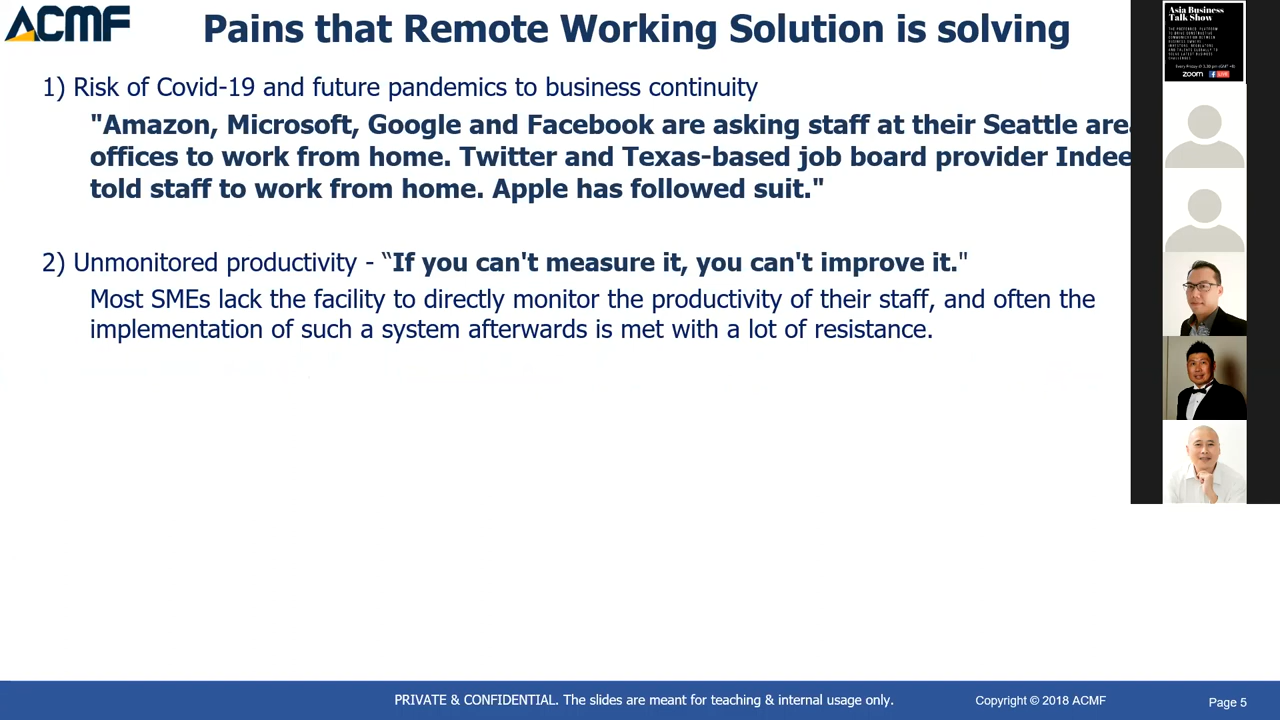 ACMF
Pains that Remote Working Solution is solving
1) Risk of Covid-19 and future pandemics to business continuity
"Amazon, Microsoft, Google and Facebook are asking staff at their Seattle area
offices to work from home. Twitter and Texas-based job board provider Indee
told staff to work from home. Apple has followed suit."
2) Unmonitored productivity - “If you can't measure it, you can't improve it."
Most SMEs lack the facility to directly monitor the productivity of their staff, and often the
implementation of such a system afterwards is met with a lot of resistance.
Asia Business
Talk Show
zoom
LIVE
PRIVATE & CONFIDENTIAL. The slides are meant for teaching & internal usage only.
Copyright © 2018 ACMF
Page 5